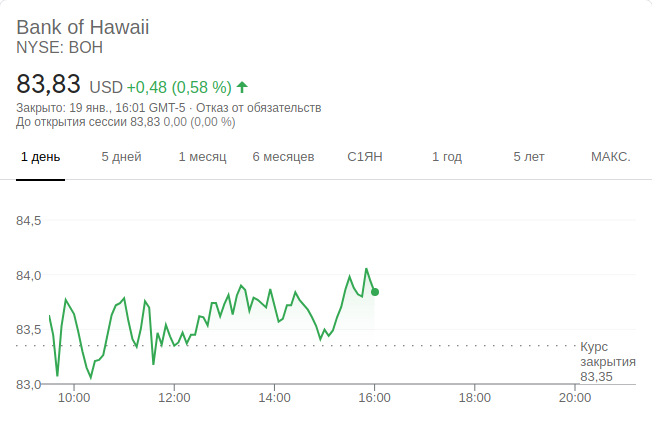 Bank of Hawaii
NYSE: BOH
83,83 USD +0,48 (0,58 %)
Закрыто: 19 янв., 16:01 GMT-5 · Отказ от обязательств
До открытия сессии 83,83 0,00 (0,00 %)
1 день 5 дней 1 месяц 6 месяцев С1ЯН 1 год 5 лет МАКС.
84,5
84,0
83,5
Курс
закрытия
83,35
83,0
10:00 12:00 14:00 16:00 18:00 20:00